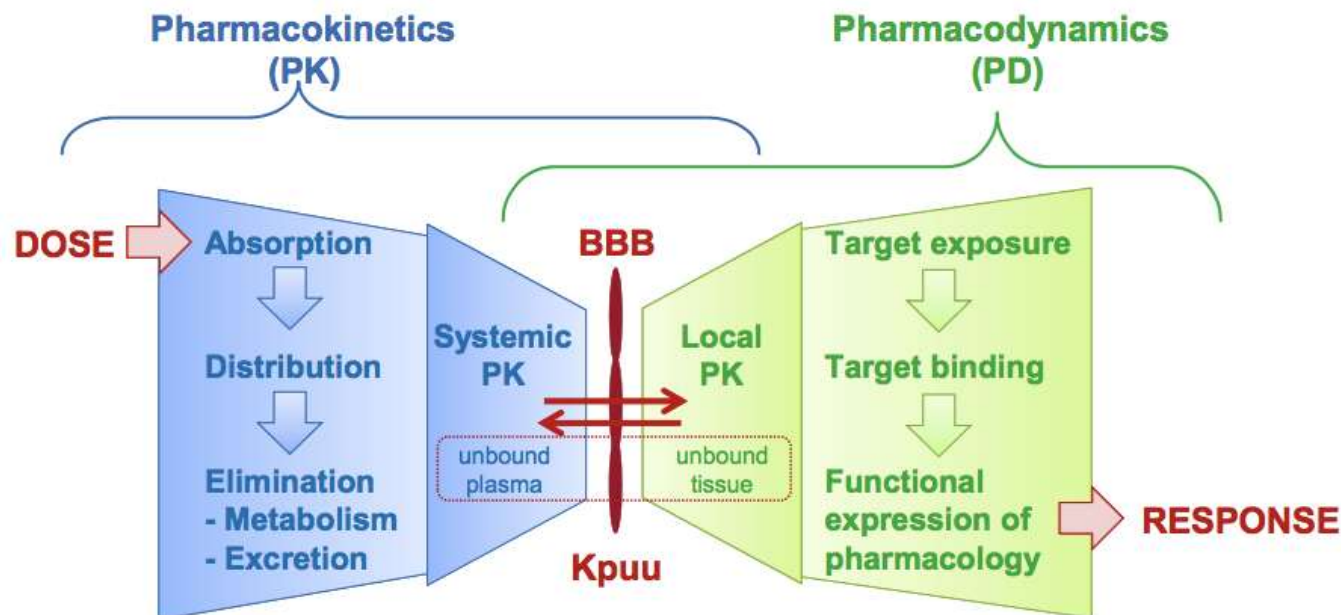 Pharmacokinetics
(PK)
Pharmacodynamics
(PD)
DOSE
Absorption
Distribution
Elimination
- Metabolism
- Excretion
Systemic
PK
unbound
plasma
BBB
Kpuu
Local
PK
unbound
tissue
Target exposure
Target binding
Functional
expression of
pharmacology
RESPONSE